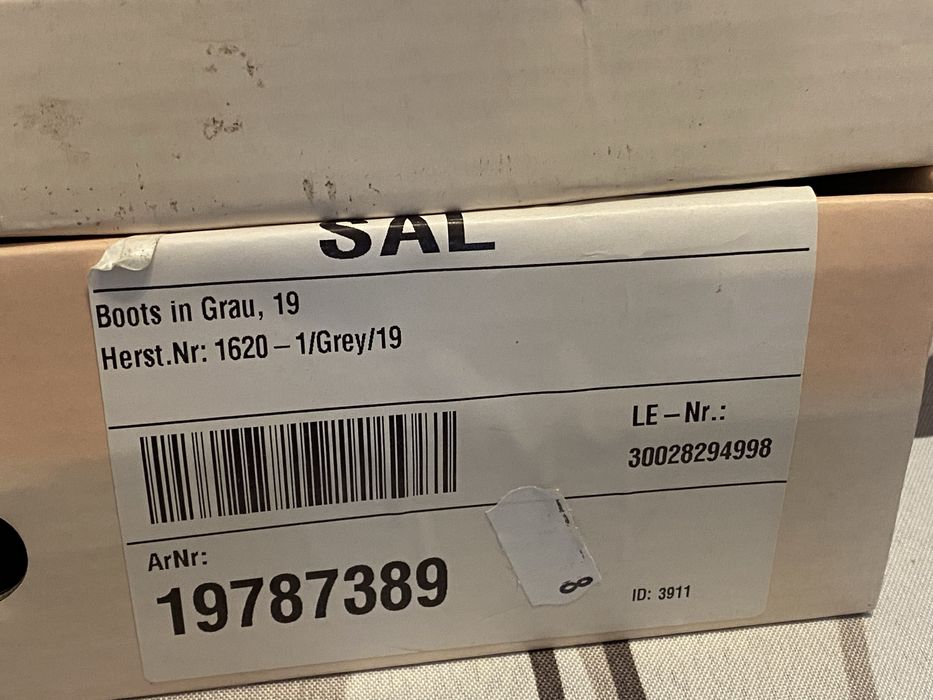 SAL
Boots in Grau, 19
Herst.Nr: 1620-1/Grey/19
LE-Nr.:
30028294998
ArNr:
19787389
8
ID: 3911